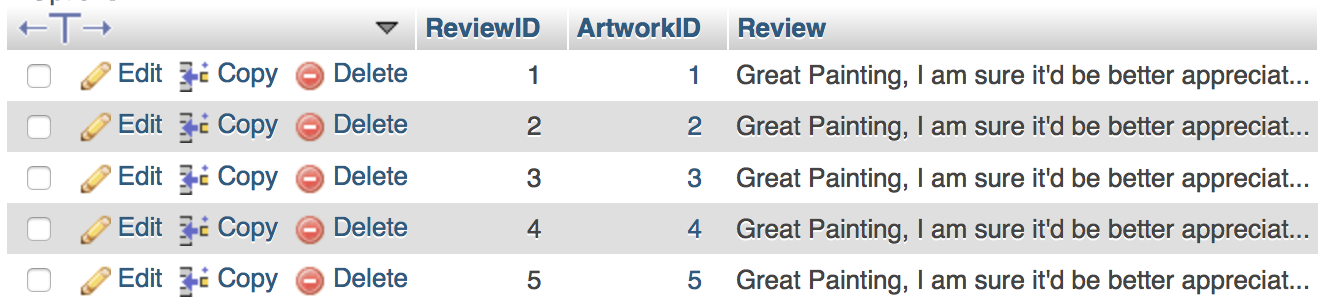 ReviewID ArtworkID Review
Edit Copy Delete 1 1 Great Painting, I am sure it'd be better appreciat...
Edit Copy Delete 2 2 Great Painting, I am sure it'd be better appreciat...
Edit Copy Delete 3 3 Great Painting, I am sure it'd be better appreciat...
Edit Copy Delete 4 4 Great Painting, I am sure it'd be better appreciat...
Edit Copy Delete 5 5 Great Painting, I am sure it'd be better appreciat...